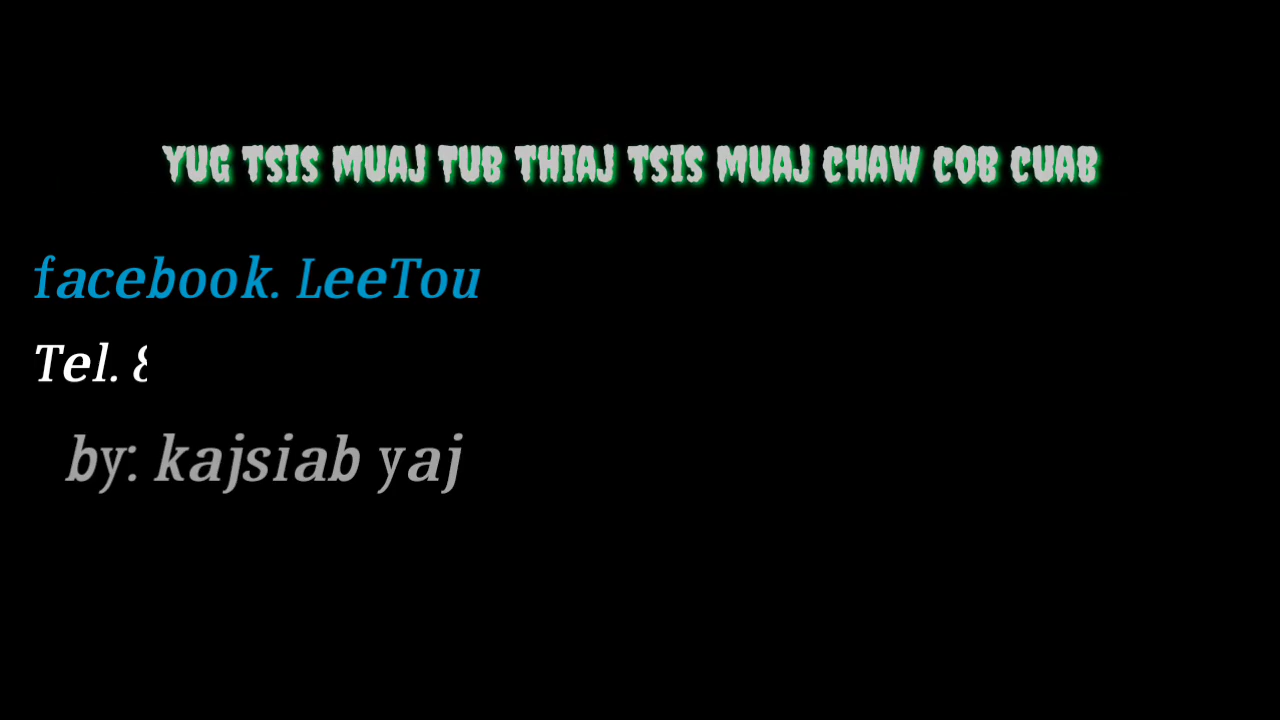 YUG TSIS MUAJ TUB THIAJ TSIS MUAJ CHAW COB CUAB
facebook. LeeTou
Tel.
by: kajsiab yaj